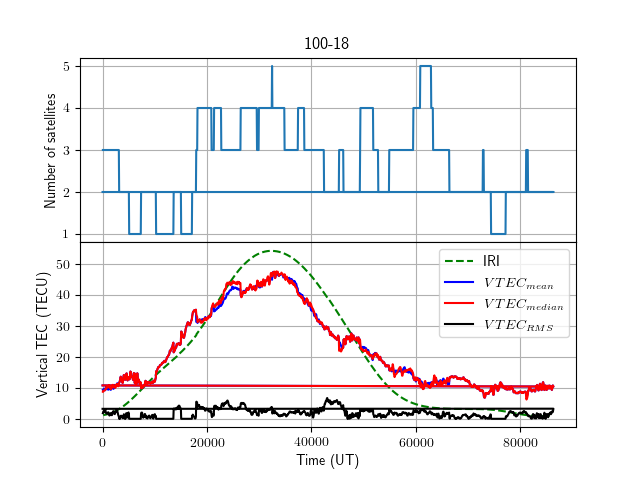 100-18
5
4
3
2
1
Number of satellites
50
40
30
20
10
0
Vertical TEC (TECU)
IRI
VTEC_mean
VTEC_median
VTEC_RMS
0 20000 40000 60000 80000
Time (UT)